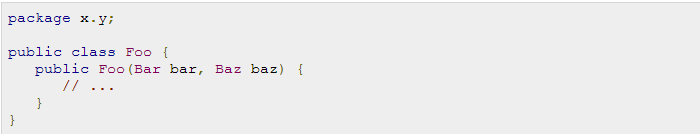 package x.y;

public class Foo {
   public Foo(Bar bar, Baz baz) {
      // ...
   }
}